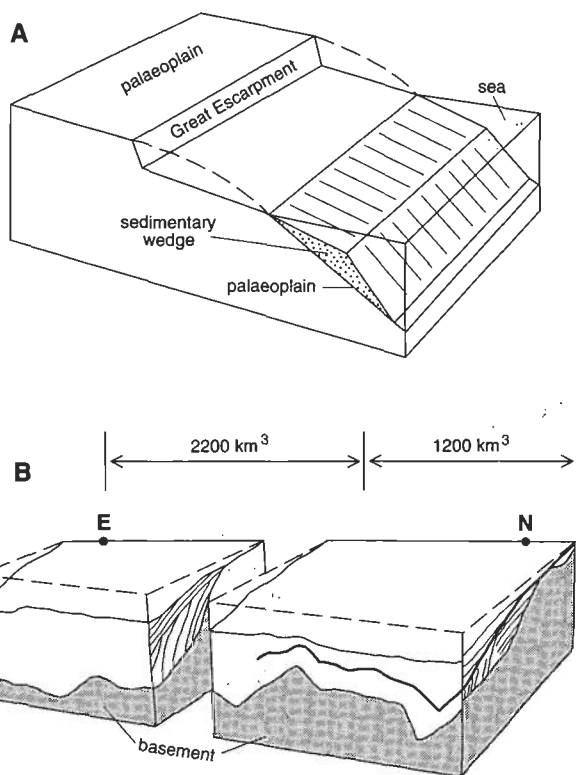 A
palaeoplain
Great Escarpment
sea
sedimentary
wedge
palaeoplain
2200 km³
1200 km³
B
E
N
basement